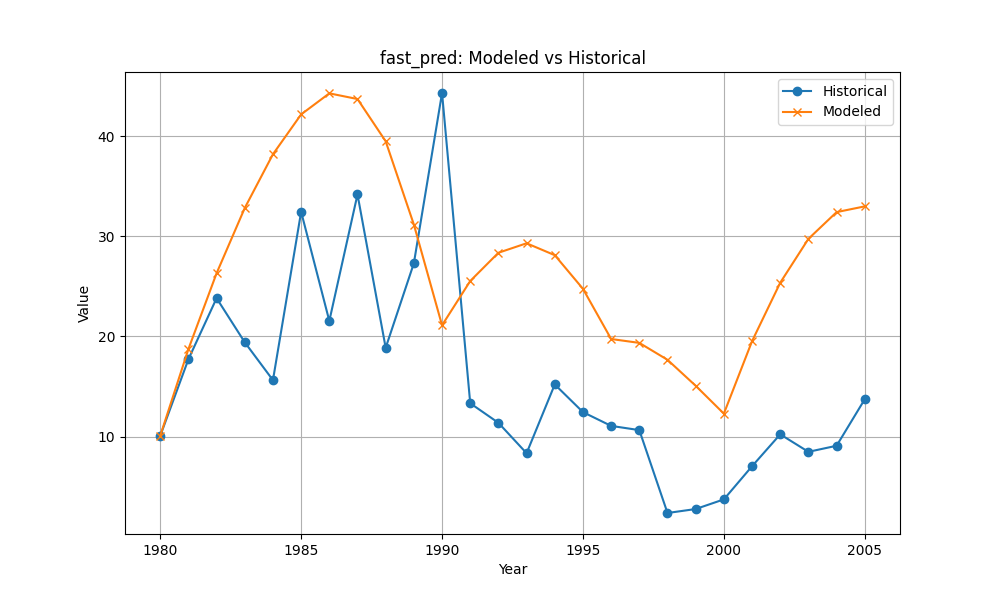 fast_pred: Modeled vs Historical
Historical
Modeled
Value
40
30
20
10
1980 1985 1990 1995 2000 2005
Year